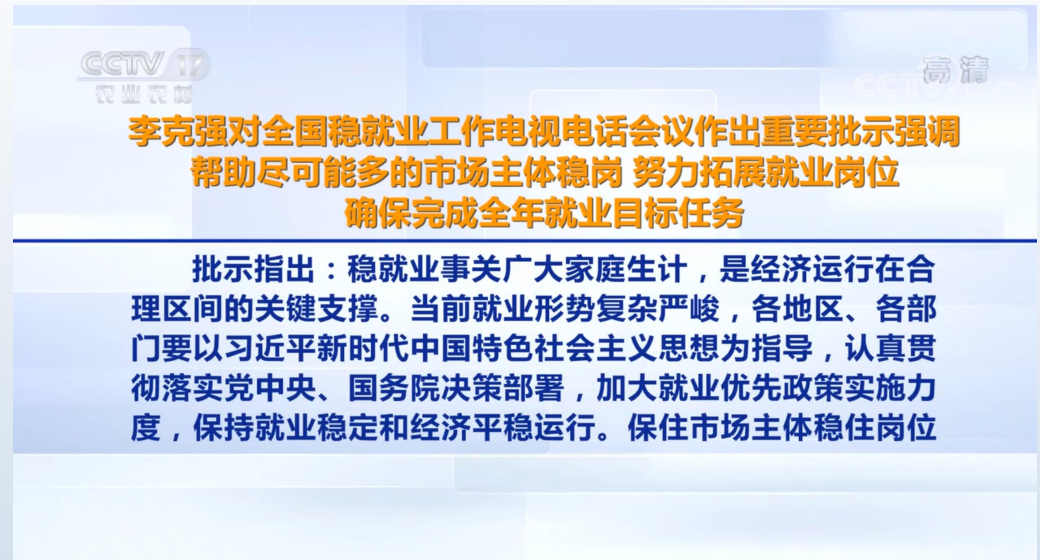 CCTV 17
农业农村
高清
CCTV.com
李克强对全国稳就业工作电视电话会议作出重要批示强调
帮助尽可能多的市场主体稳岗 努力拓展就业岗位
确保完成全年就业目标任务
批示指出：稳就业事关广大家庭生计，是经济运行在合
理区间的关键支撑。当前就业形势复杂严峻，各地区、各部
门要以习近平新时代中国特色社会主义思想为指导，认真贯
彻落实党中央、国务院决策部署，加大就业优先政策实施力
度，保持就业稳定和经济平稳运行。保住市场主体稳住岗位